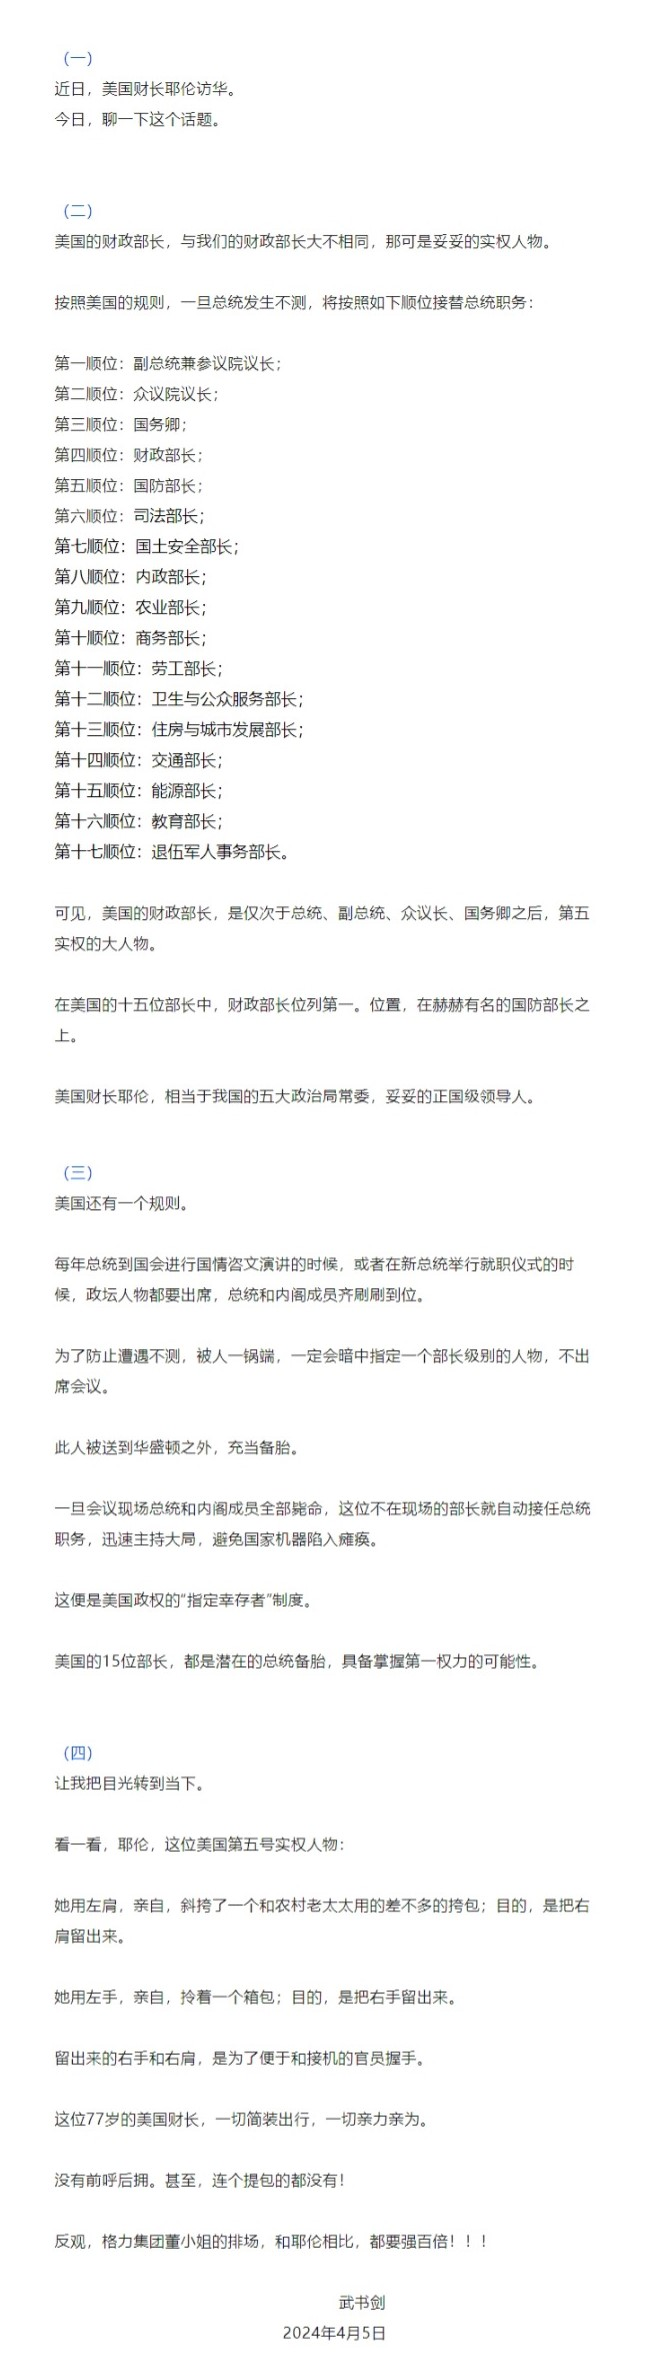 （一）
近日，美国财长耶伦访华。
今日，聊一下这个话题。
（二）
美国的财政部长，与我们的财政部长大不相同，那可是妥妥的实权人物。
按照美国的规则，一旦总统发生不测，将按照如下顺位接替总统职务：
第一顺位：副总统兼参议院议长；
第二顺位：众议院议长；
第三顺位：国务卿；
第四顺位：财政部长；
第五顺位：国防部长；
第六顺位：司法部长；
第七顺位：国土安全部长；
第八顺位：内政部长；
第九顺位：农业部长；
第十顺位：商务部长；
第十一顺位：劳工部长；
第十二顺位：卫生与公众服务部长；
第十三顺位：住房与城市发展部长；
第十四顺位：交通部长；
第十五顺位：能源部长；
第十六顺位：教育部长；
第十七顺位：退伍军人事务部长。
可见，美国的财政部长，是仅次于总统、副总统、众议长、国务卿之后，第五
实权的大人物。
在美国的十五位部长中，财政部长位列第一。位置，在赫赫有名的国防部长之
上。
美国财长耶伦，相当于我国的五大政治局常委，妥妥的正国级领导人。
（三）
美国还有一个规则。
每年总统到国会进行国情咨文演讲的时候，或者在新总统举行就职仪式的时
候，政坛人物都要出席，总统和内阁成员齐刷刷到位。
为了防止遭遇不测，被人一锅端，一定会暗中指定一个部长级别的人物，不出
席会议。
此人被送到华盛顿之外，充当备胎。
一旦会议现场总统和内阁成员全部毙命，这位不在现场的部长就自动接任总统
职务，迅速主持大局，避免国家机器陷入瘫痪。
这便是美国政权的“指定幸存者”制度。
美国的15位部长，都是潜在的总统备胎，具备掌握第一权力的可能性。
（四）
让我把目光转到当下。
看一看，耶伦，这位美国第五号实权人物：
她用左肩，亲自，斜挎了一个和农村老太太用的差不多的挎包；目的，是把右
肩留出来。
她用左手，亲自，拎着一个箱包；目的，是把右手留出来。
留出来的右手和右肩，是为了便于和接机的官员握手。
这位77岁的美国财长，一切简装出行，一切亲力亲为。
没有前呼后拥。甚至，连个提包的都没有！
反观，格力集团董小姐的排场，和耶伦相比，都要强百倍！！！
武书剑
2024年4月5日